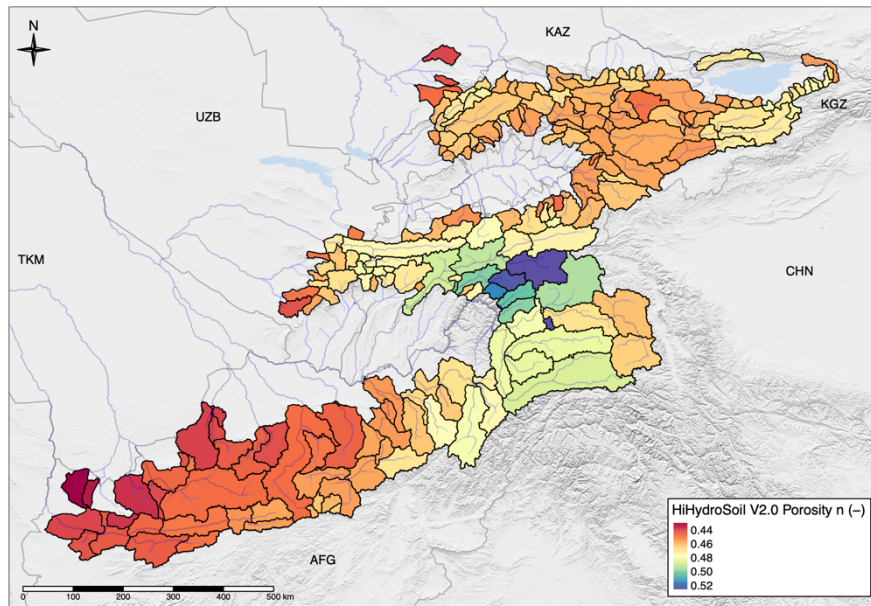 N
KAZ
UZB
KGZ
TKM
CHN
AFG
HiHydroSoil V2.0 Porosity n (−)
0.44
0.46
0.48
0.50
0.52
0 100 200 300 400 500 km